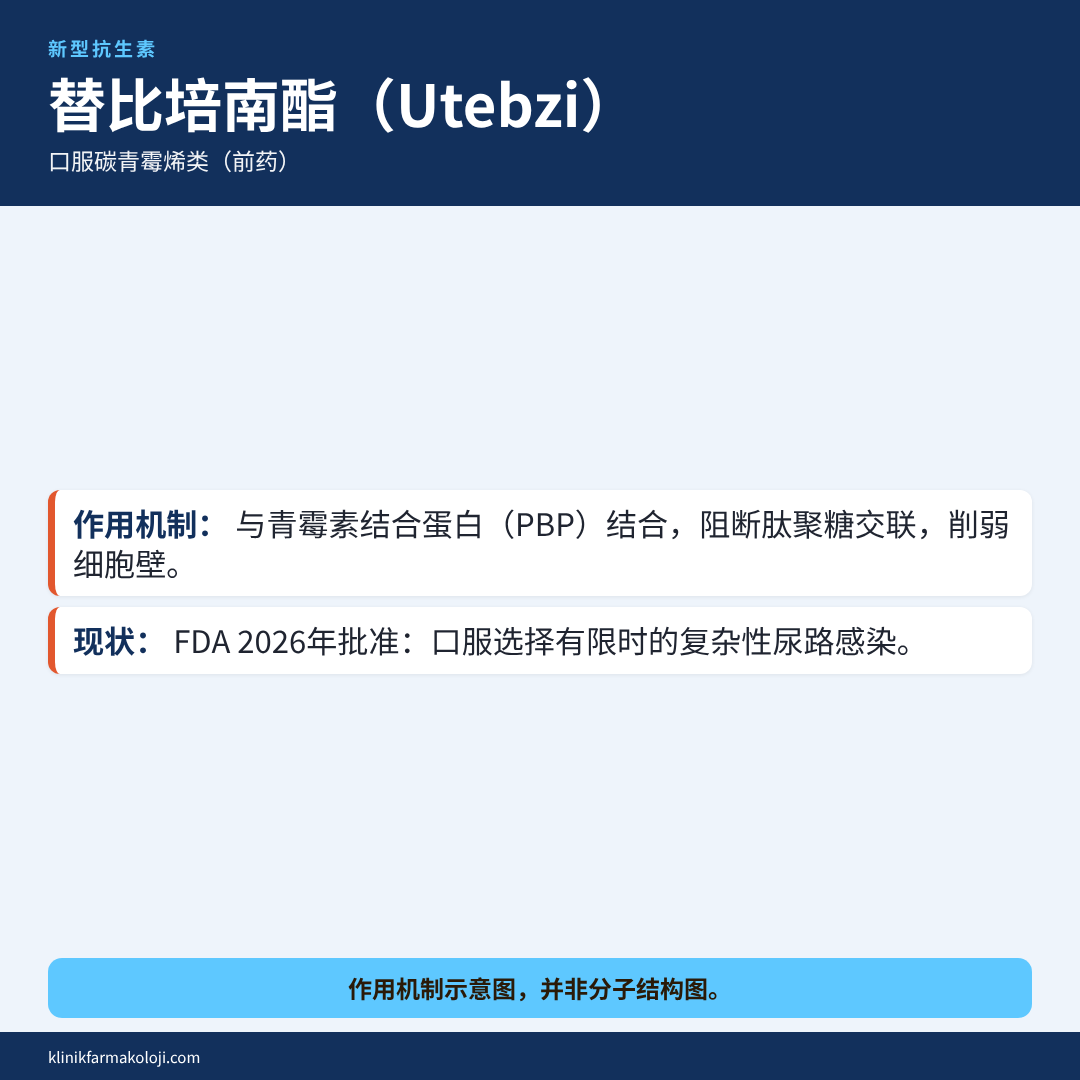 新型抗生素
替比培南酯（Utebzi）
口服碳青霉烯类（前药）
作用机制： 与青霉素结合蛋白（PBP）结合，阻断肽聚糖交联，削弱
细胞壁。
现状： FDA 2026年批准：口服选择有限时的复杂性尿路感染。
作用机制示意图，并非分子结构图。
klinikfarmakoloji.com